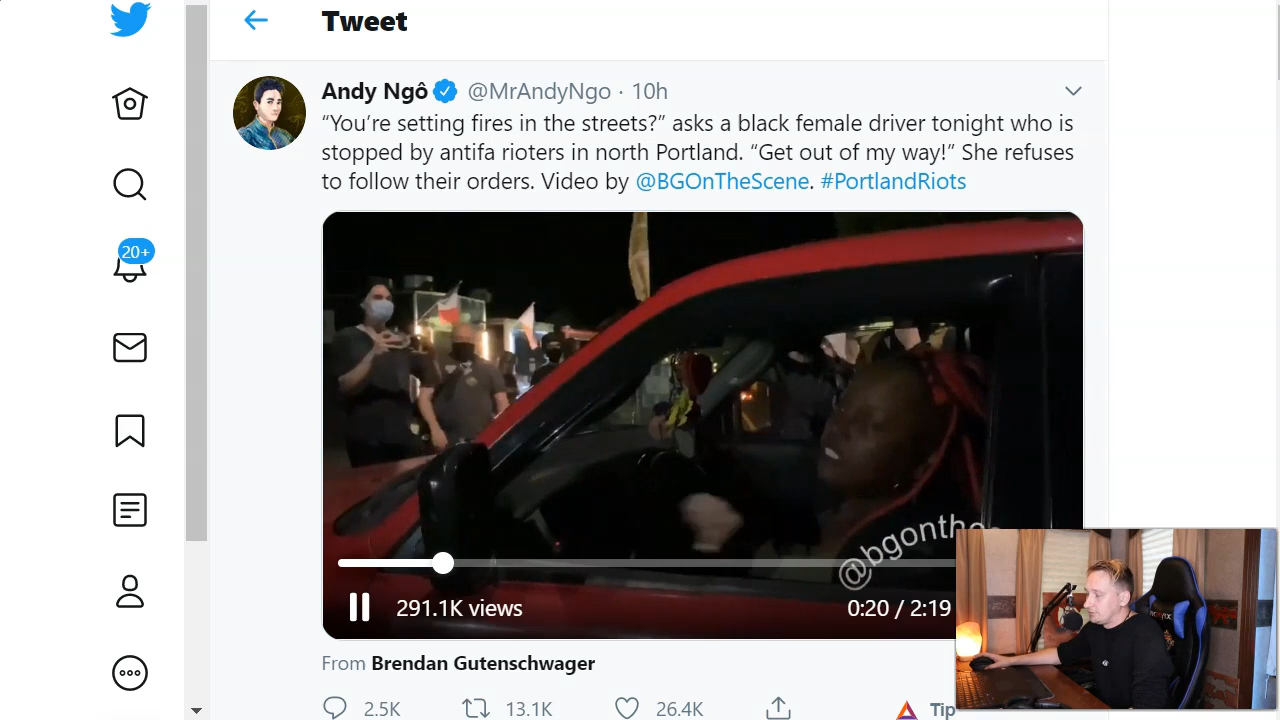 Tweet
Andy Ngô @MrAndyNgo · 10h
“You’re setting fires in the streets?” asks a black female driver tonight who is
stopped by antifa rioters in north Portland. “Get out of my way!” She refuses
to follow their orders. Video by @BGOnTheScene. #PortlandRiots
20+
@bgonthe
291.1K views
0:20 / 2:19
From Brendan Gutenschwager
2.5K
13.1K
26.4K
Tip